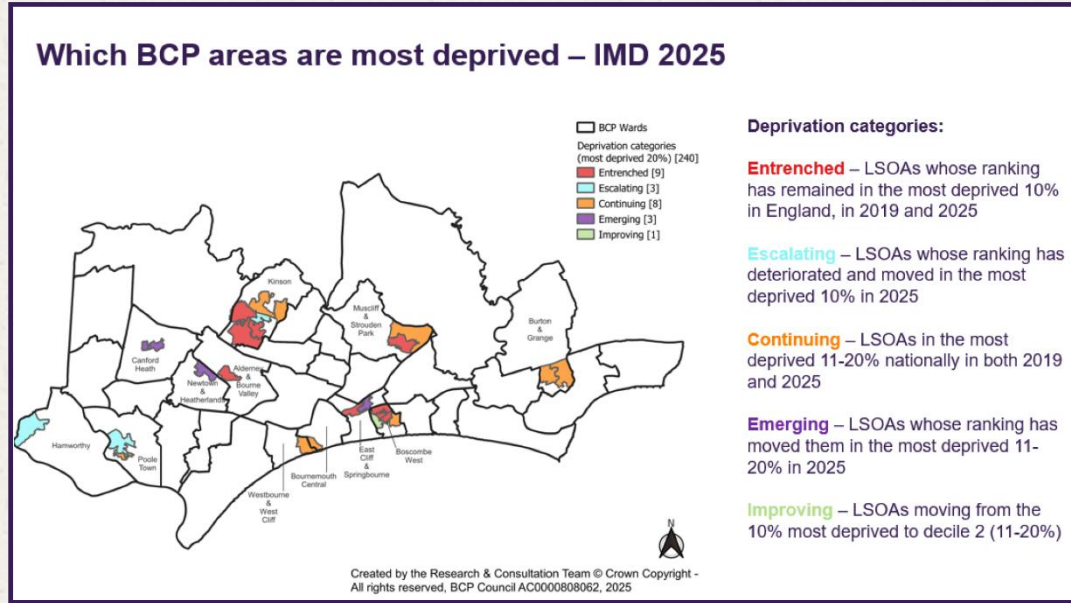 Which BCP areas are most deprived – IMD 2025
BCP Wards
Deprivation categories
(most deprived 20%) [240]
Entrenched [9]
Escalating [3]
Continuing [8]
Emerging [3]
Improving [1]
Kinson
Muscliff
&
Strouden
Park
Burton
&
Grange
Canford
Heath
Newtown
&
Heatherlands
Alderney
&
Bourne
Valley
Hamworthy
Poole
Town
Westbourne
&
West
Cliff
Bournemouth
Central
East
Cliff
&
Springbourne
Boscombe
West
N
Created by the Research & Consultation Team © Crown Copyright -
All rights reserved, BCP Council AC0000808062, 2025
Deprivation categories:
Entrenched – LSOAs whose ranking
has remained in the most deprived 10%
in England, in 2019 and 2025
Escalating – LSOAs whose ranking has
deteriorated and moved in the most
deprived 10% in 2025
Continuing – LSOAs in the most
deprived 11-20% nationally in both 2019
and 2025
Emerging – LSOAs whose ranking has
moved them in the most deprived 11-
20% in 2025
Improving – LSOAs moving from the
10% most deprived to decile 2 (11-20%)